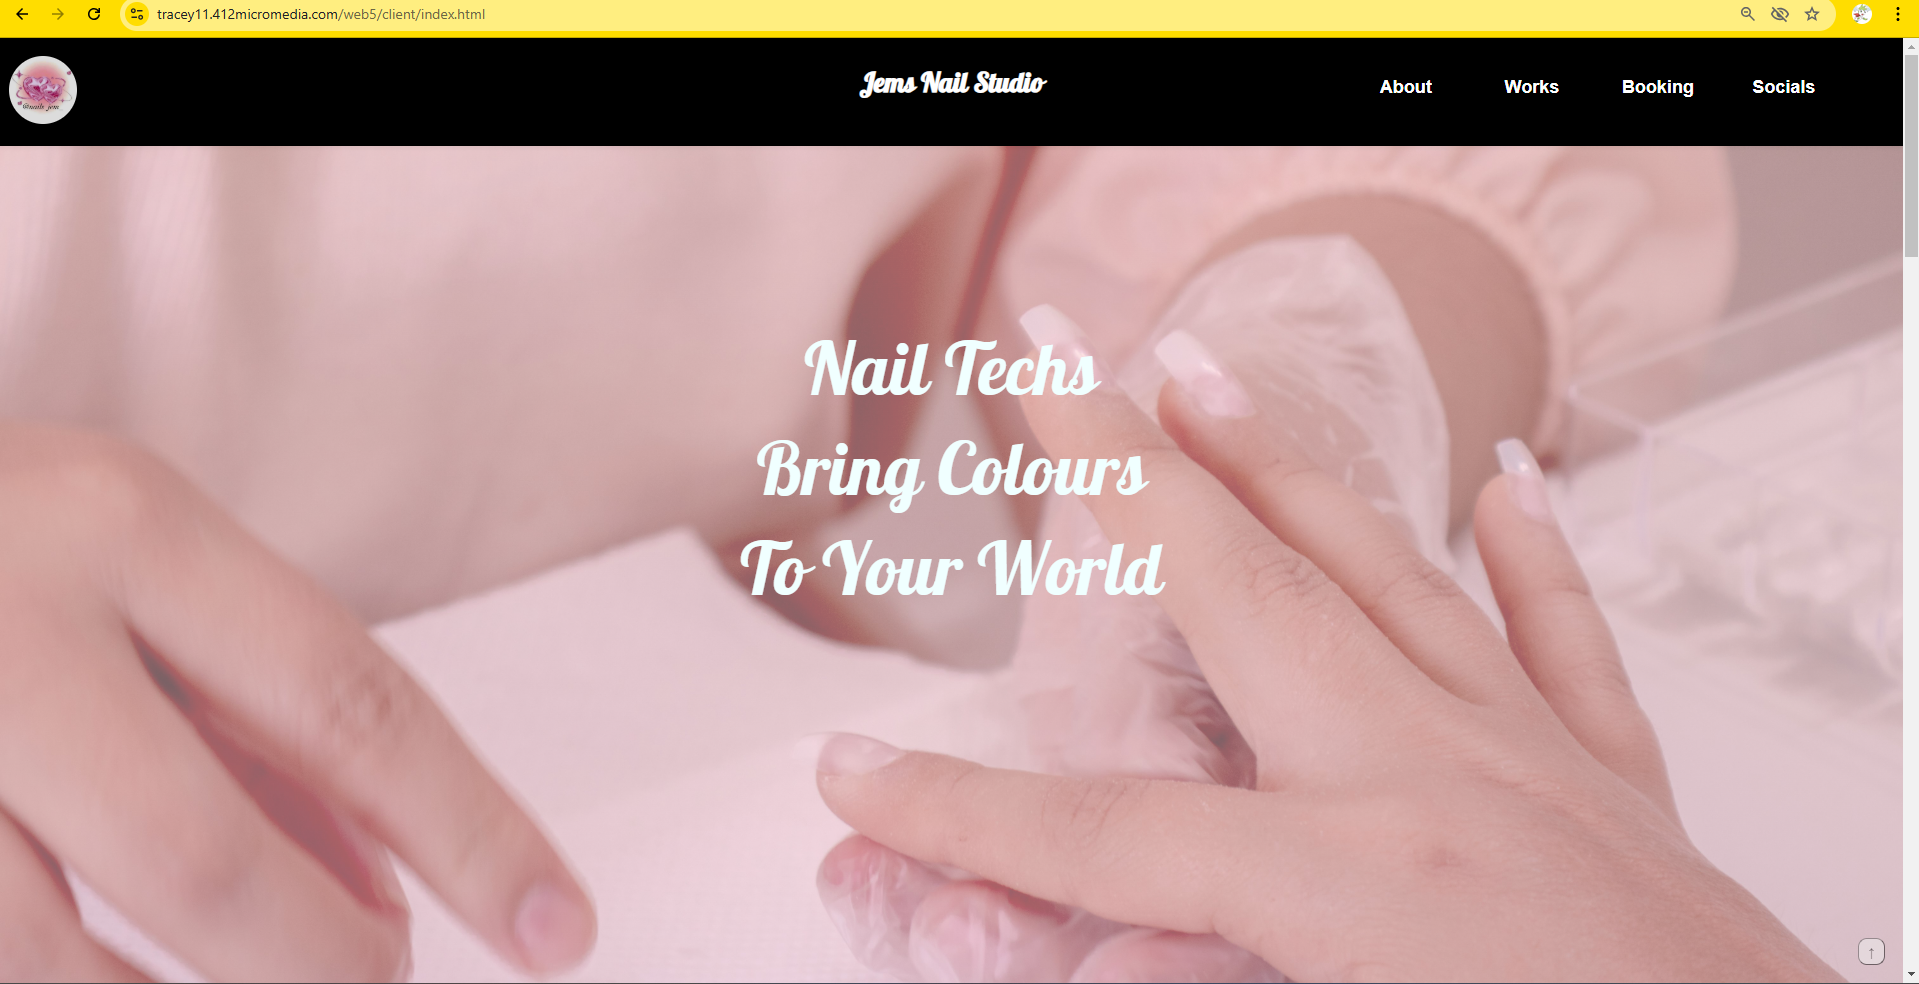 tracey11.412micromedia.com/web5/client/index.html
@nails_jem
Jems Nail Studio
About Works Booking Socials
Nail Techs
Bring Colours
To Your World
↑